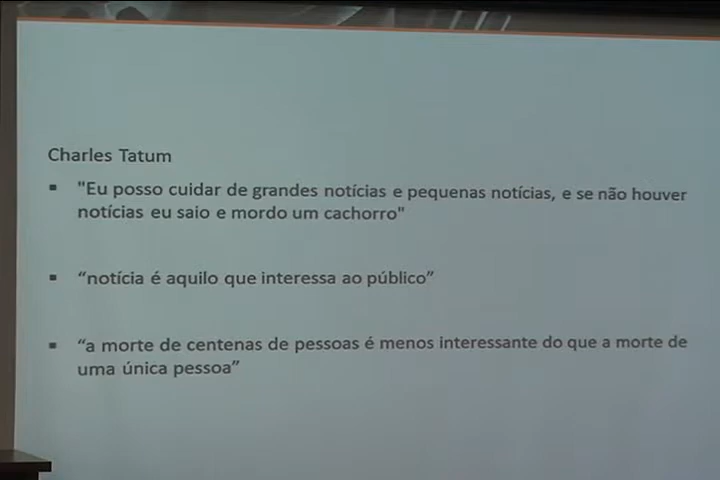 Charles Tatum
▪ "Eu posso cuidar de grandes notícias e pequenas notícias, e se não houver
notícias eu saio e mordo um cachorro"
▪ “notícia é aquilo que interessa ao público”
▪ “a morte de centenas de pessoas é menos interessante do que a morte de
uma única pessoa”